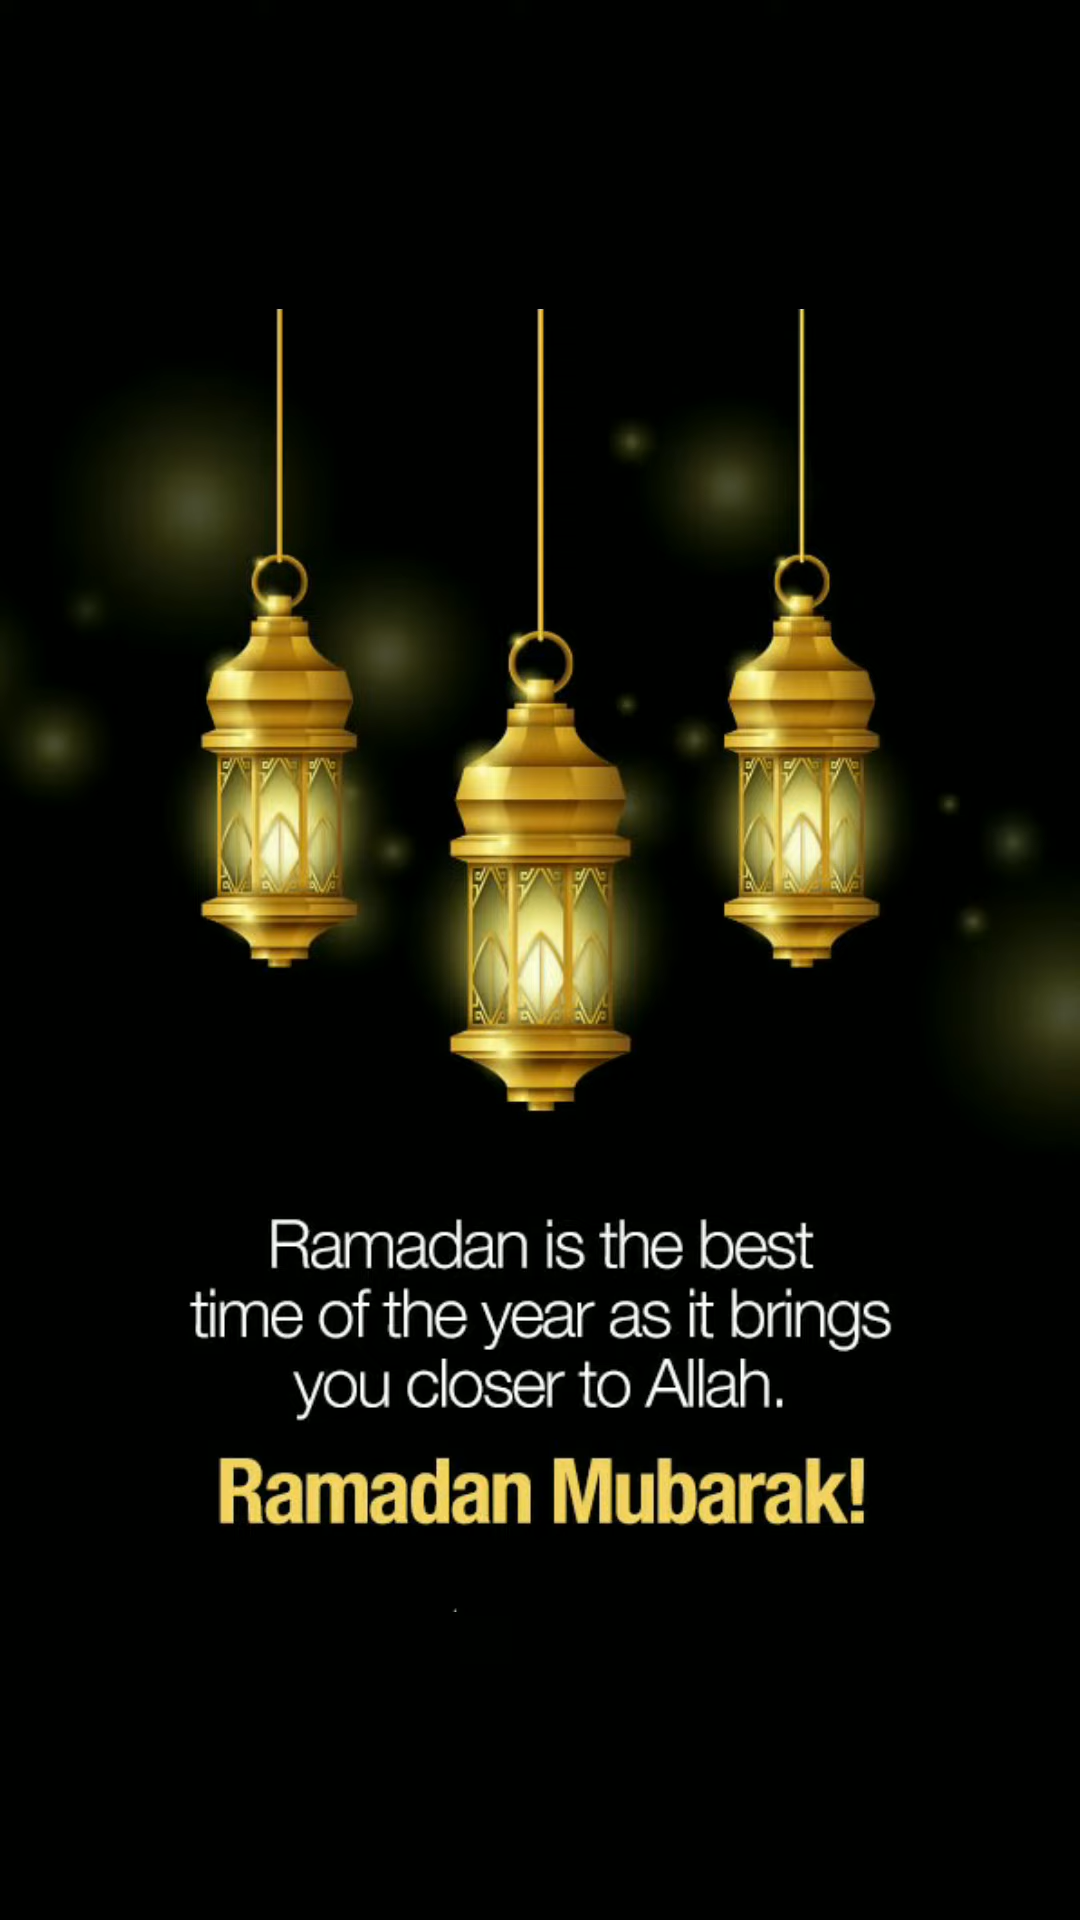 Ramadan is the best
time of the year as it brings
you closer to Allah.
Ramadan Mubarak!